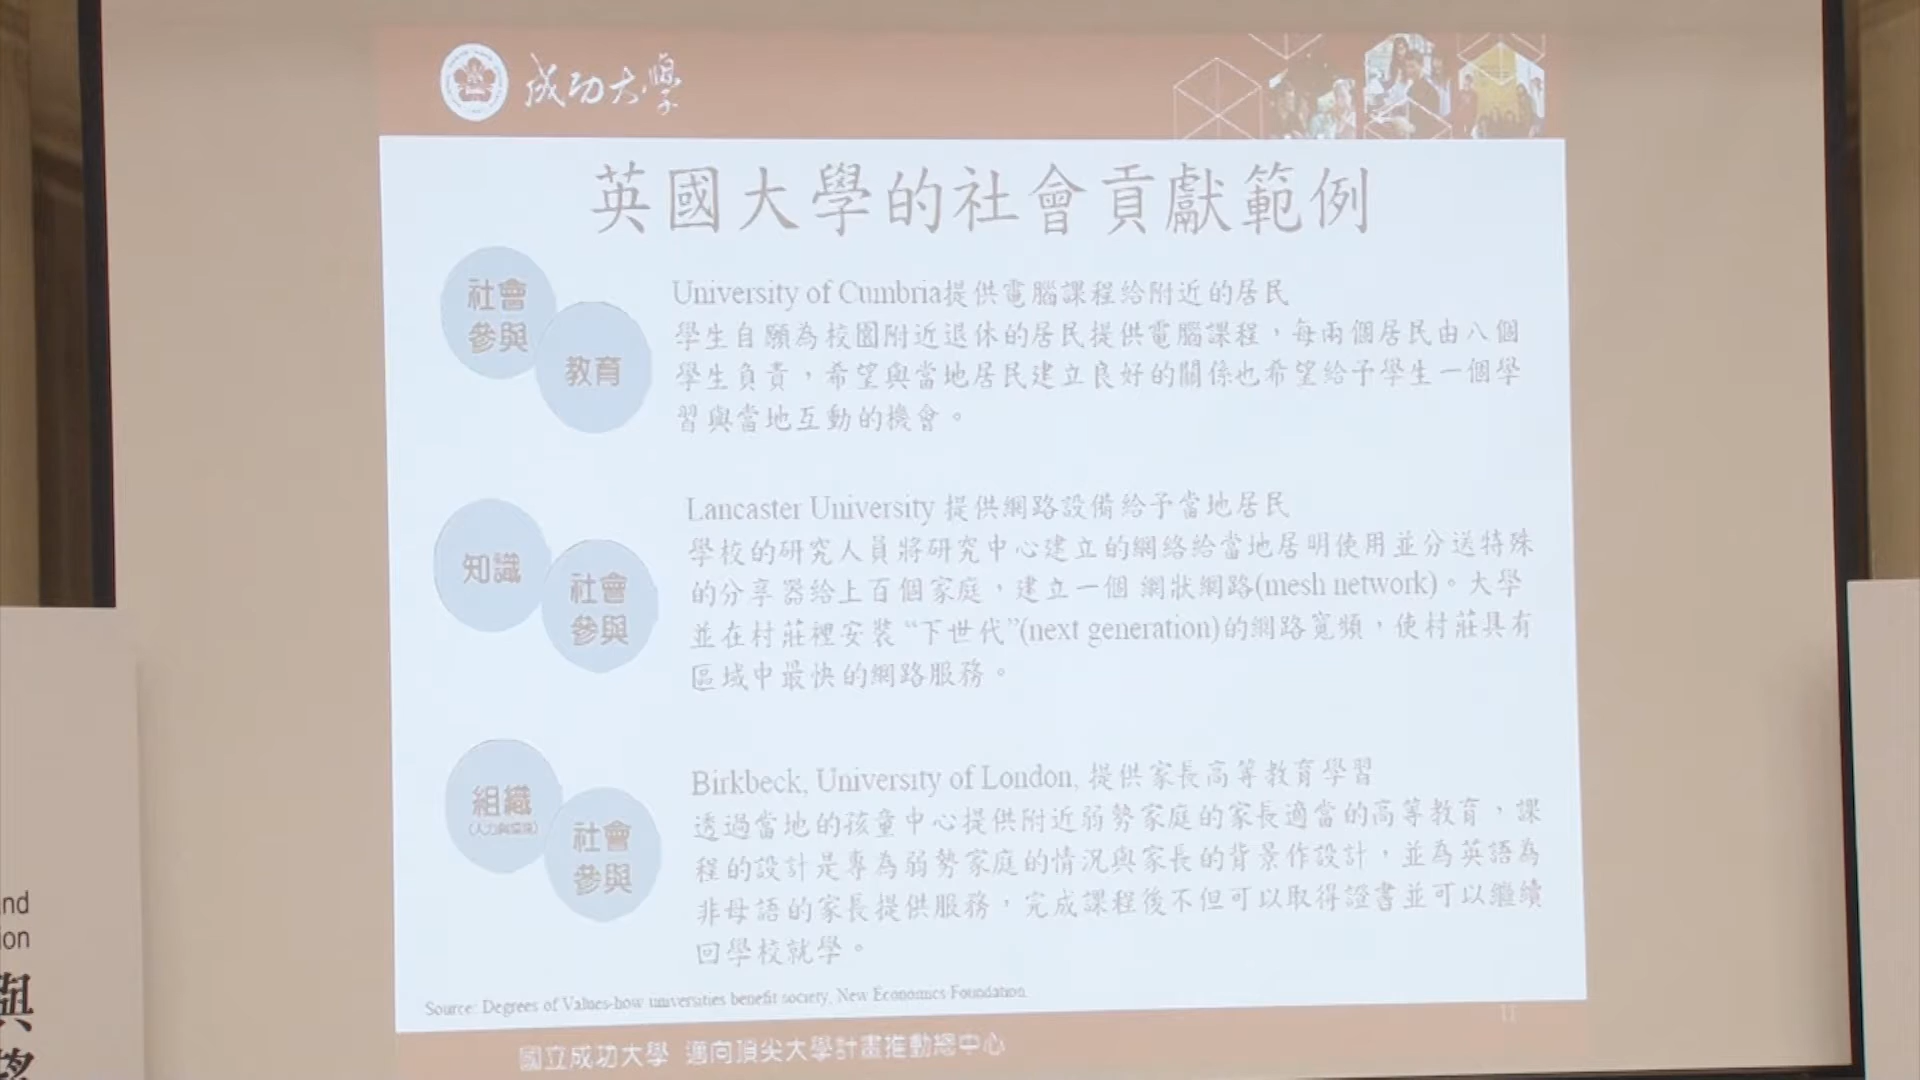 成功大學
英國大學的社會貢獻範例
社會
參與
教育
University of Cumbria提供電腦課程給附近的居民
學生自願為校園附近退休的居民提供電腦課程，每兩個居民由八個
學生負責，希望與當地居民建立良好的關係也希望給予學生一個學
習與當地互動的機會。
知識
社會
參與
Lancaster University 提供網路設備給予當地居民
學校的研究人員將研究中心建立的網絡給當地居明使用並分送特殊
的分享器給上百個家庭，建立一個 網狀網路(mesh network)。大學
並在村莊裡安裝 “下世代”(next generation)的網路寬頻，使村莊具有
區域中最快的網路服務。
組織
社會
參與
Birkbeck, University of London, 提供家長高等教育學習
透過當地的孩童中心提供附近弱勢家庭的家長適當的高等教育，課
程的設計是專為弱勢家庭的情況與家長的背景作設計，並為英語為
非母語的家長提供服務，完成課程後不但可以取得證書並可以繼續
回學校就學。
Source: Degrees of Values-how universities benefit society, New Economics Foundation.
11
國立成功大學 邁向頂尖大學計畫推動總中心
nd
ion
與